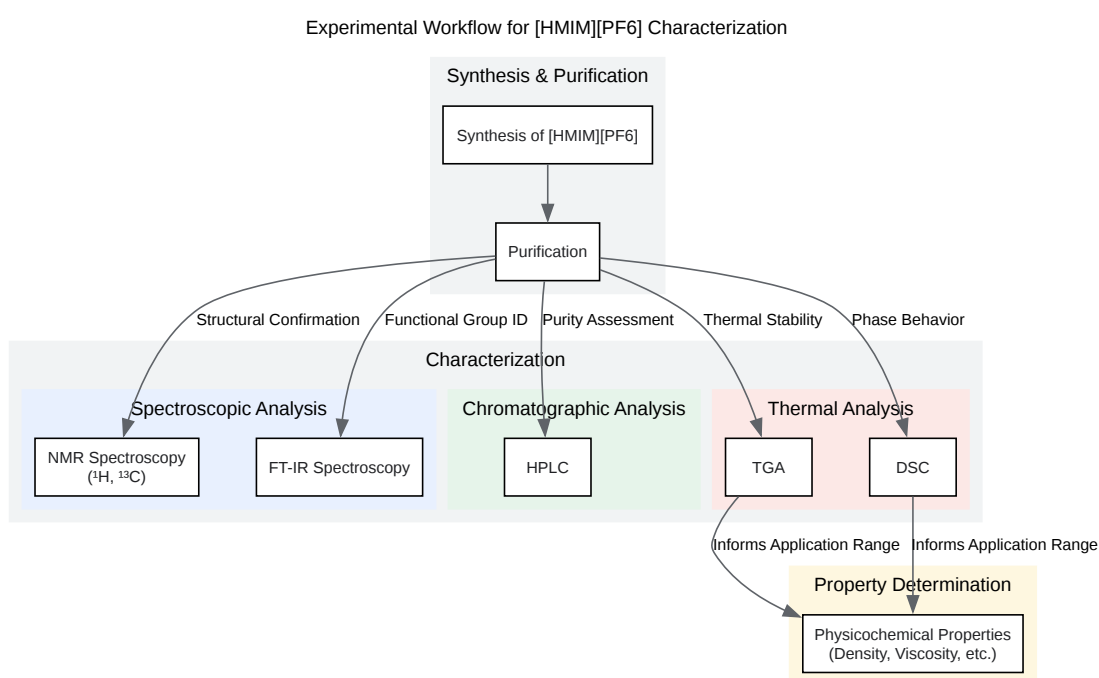 Experimental Workflow for [HMIM][PF6] Characterization
Synthesis & Purification
Synthesis of [HMIM][PF6]
Purification
Structural Confirmation
Functional Group ID
Purity Assessment
Thermal Stability
Phase Behavior
Characterization
Spectroscopic Analysis
Chromatographic Analysis
Thermal Analysis
NMR Spectroscopy
(¹H, ¹³C)
FT-IR Spectroscopy
HPLC
TGA
DSC
Informs Application Range
Informs Application Range
Property Determination
Physicochemical Properties
(Density, Viscosity, etc.)